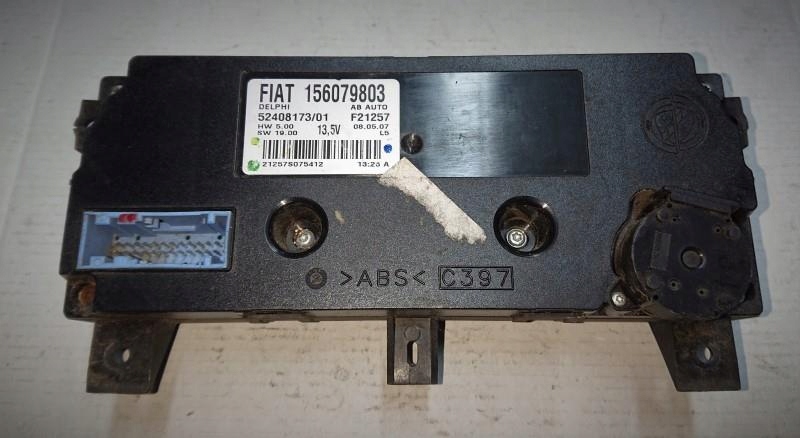 FIAT 156079803
DELPHI AB AUTO
52408173/01 F21257
HW 5.00 13,5V 08.05.07
SW 19.00 L5
21257S075412 13:23 A
>ABS< C397